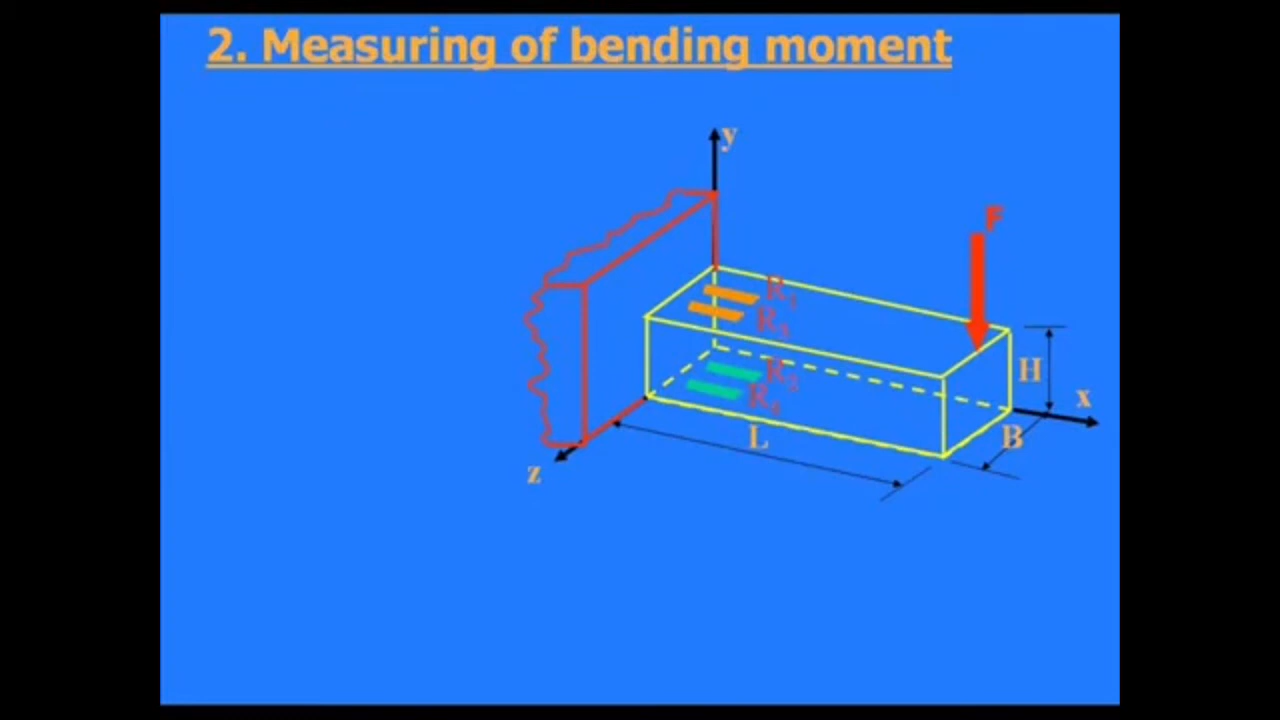 2. Measuring of bending moment
y
F
R1
R3
H
R2
x
R4
L
B
z